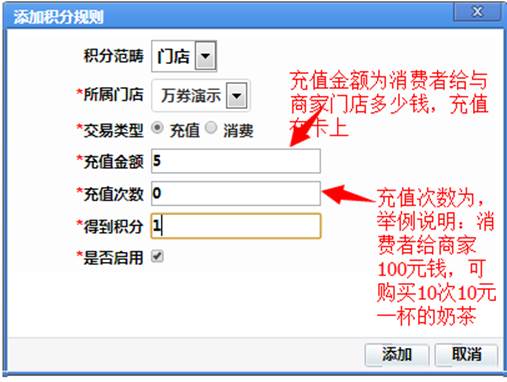 添加积分规则
X
积分范畴 门店
*所属门店 万券演示
*交易类型 充值 消费
*充值金额 5
*充值次数 0
*得到积分 1
*是否启用
充值金额为消费者给与
商家门店多少钱，充值
在卡上
充值次数为，
举例说明：消
费者给商家
100元钱，可
购买10次10元
一杯的奶茶
添加 取消